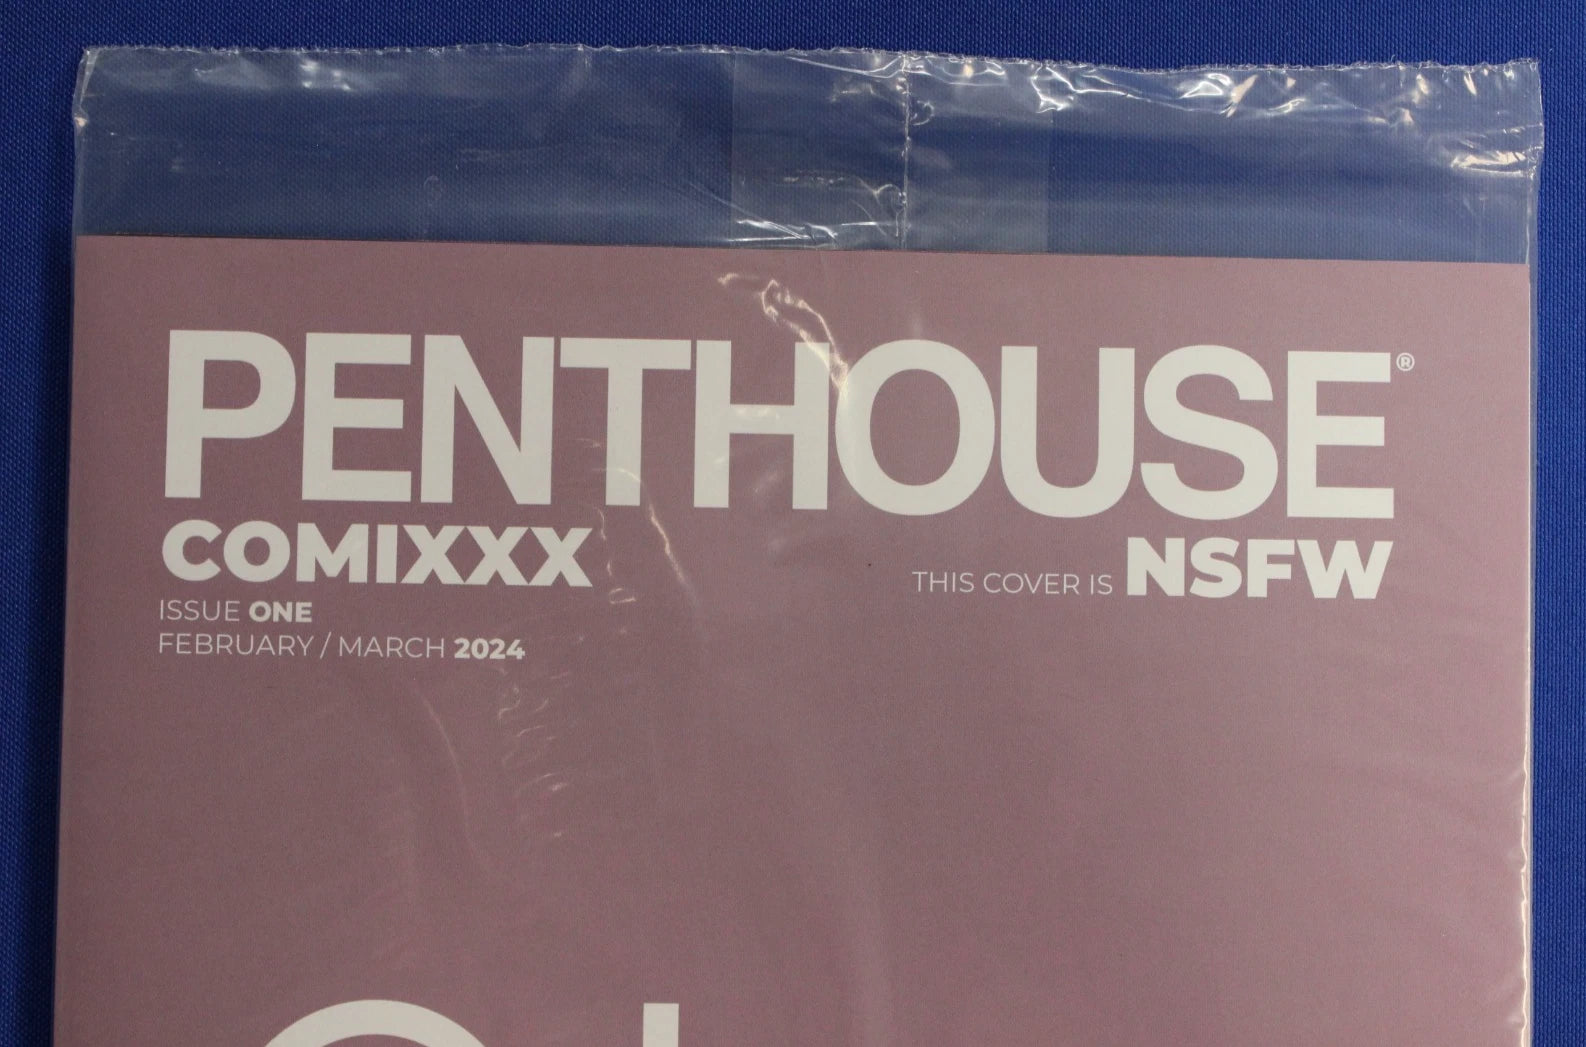 PENTHOUSE®
COMIXXX
THIS COVER IS NSFW
ISSUE ONE
FEBRUARY / MARCH 2024